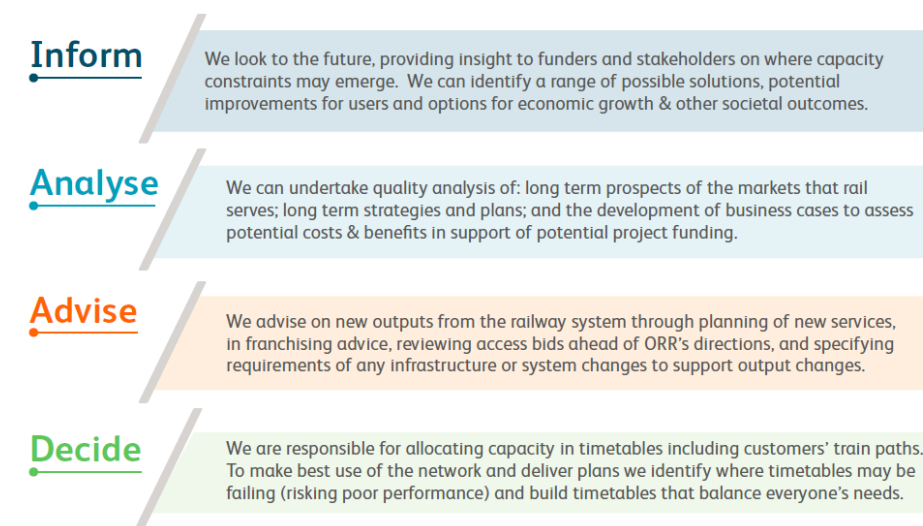 Inform
We look to the future, providing insight to funders and stakeholders on where capacity
constraints may emerge.  We can identify a range of possible solutions, potential
improvements for users and options for economic growth & other societal outcomes.
Analyse
We can undertake quality analysis of: long term prospects of the markets that rail
serves; long term strategies and plans; and the development of business cases to assess
potential costs & benefits in support of potential project funding.
Advise
We advise on new outputs from the railway system through planning of new services,
in franchising advice, reviewing access bids ahead of ORR’s directions, and specifying
requirements of any infrastructure or system changes to support output changes.
Decide
We are responsible for allocating capacity in timetables including customers’ train paths.
To make best use of the network and deliver plans we identify where timetables may be
failing (risking poor performance) and build timetables that balance everyone’s needs.